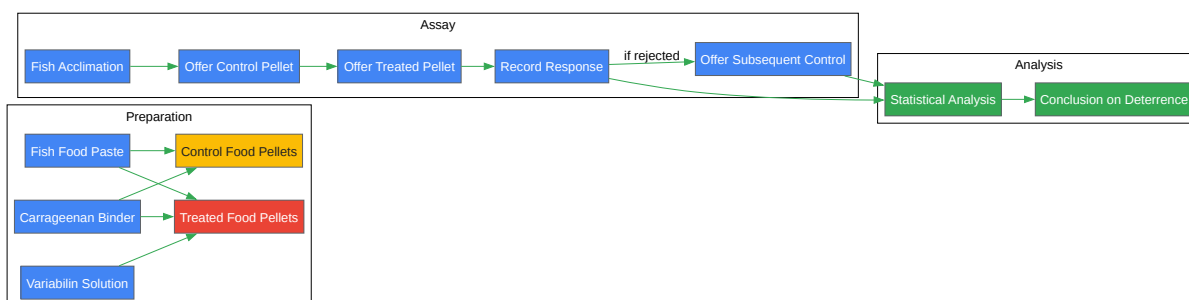 Assay
Fish Acclimation
Offer Control Pellet
Offer Treated Pellet
Record Response
if rejected
Offer Subsequent Control
Analysis
Statistical Analysis
Conclusion on Deterrence
Preparation
Fish Food Paste
Control Food Pellets
Carrageenan Binder
Treated Food Pellets
Variabilin Solution